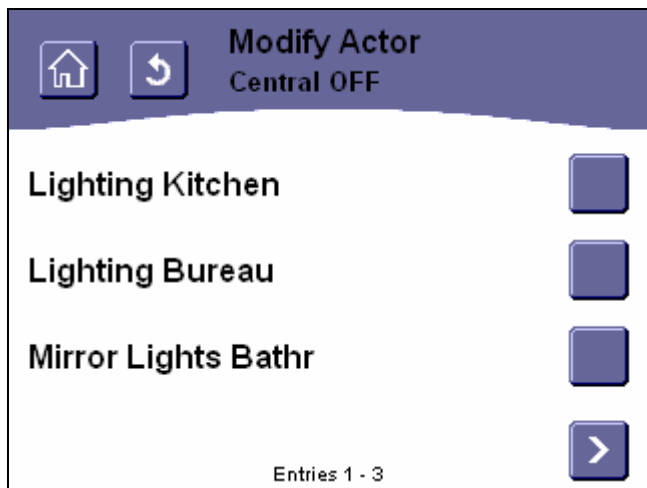 Modify Actor
Central OFF
Lighting Kitchen
Lighting Bureau
Mirror Lights Bathr
Entries 1 - 3